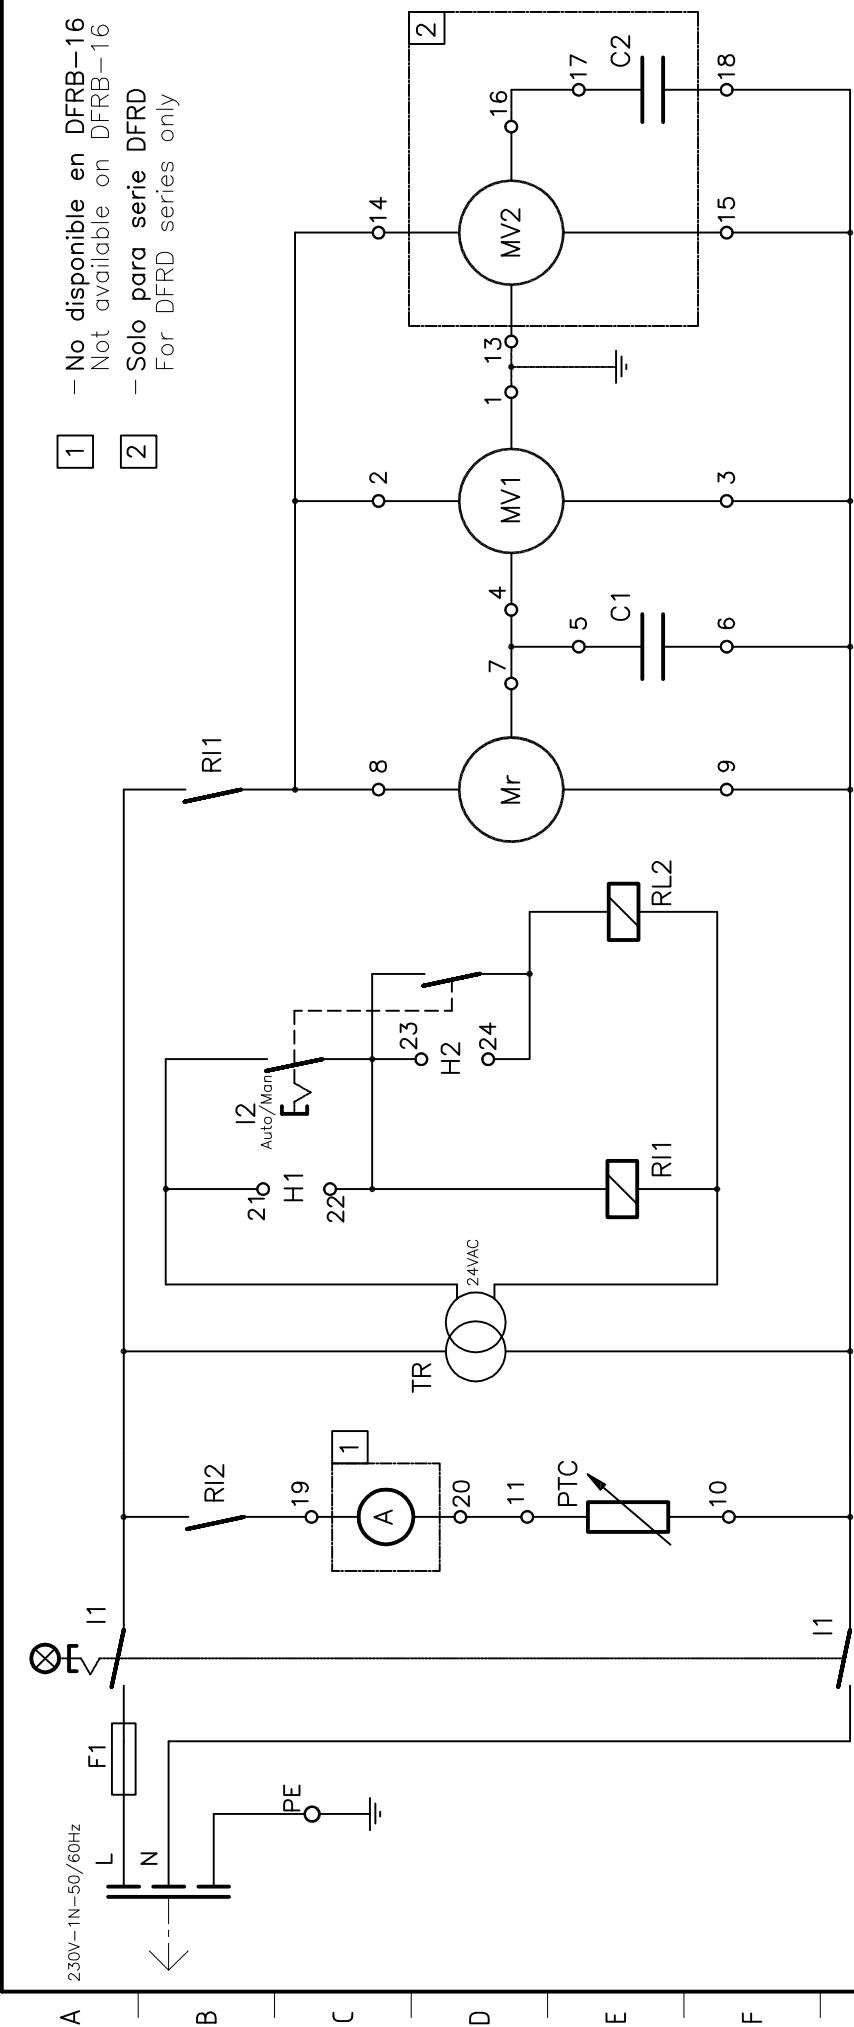 1
– No disponible en DFRB–16
Not available on DFRB–16
2
– Solo para serie DFRD
For DFRD series only
230V–1N–50/60Hz
L
N
PE
F1
I1
I1
RI2
19
1
A
20
11
PTC
10
TR
24VAC
21
H1
22
I2
Auto/Man
23
H2
24
RI1
RL2
RI1
8
Mr
9
7
4
5
C1
6
2
MV1
3
1
13
14
2
MV2
15
16
17
C2
18
A
B
C
D
E
F